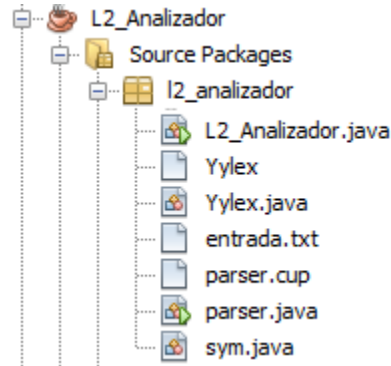 L2_Analizador
Source Packages
l2_analizador
L2_Analizador.java
Yylex
Yylex.java
entrada.txt
parser.cup
parser.java
sym.java